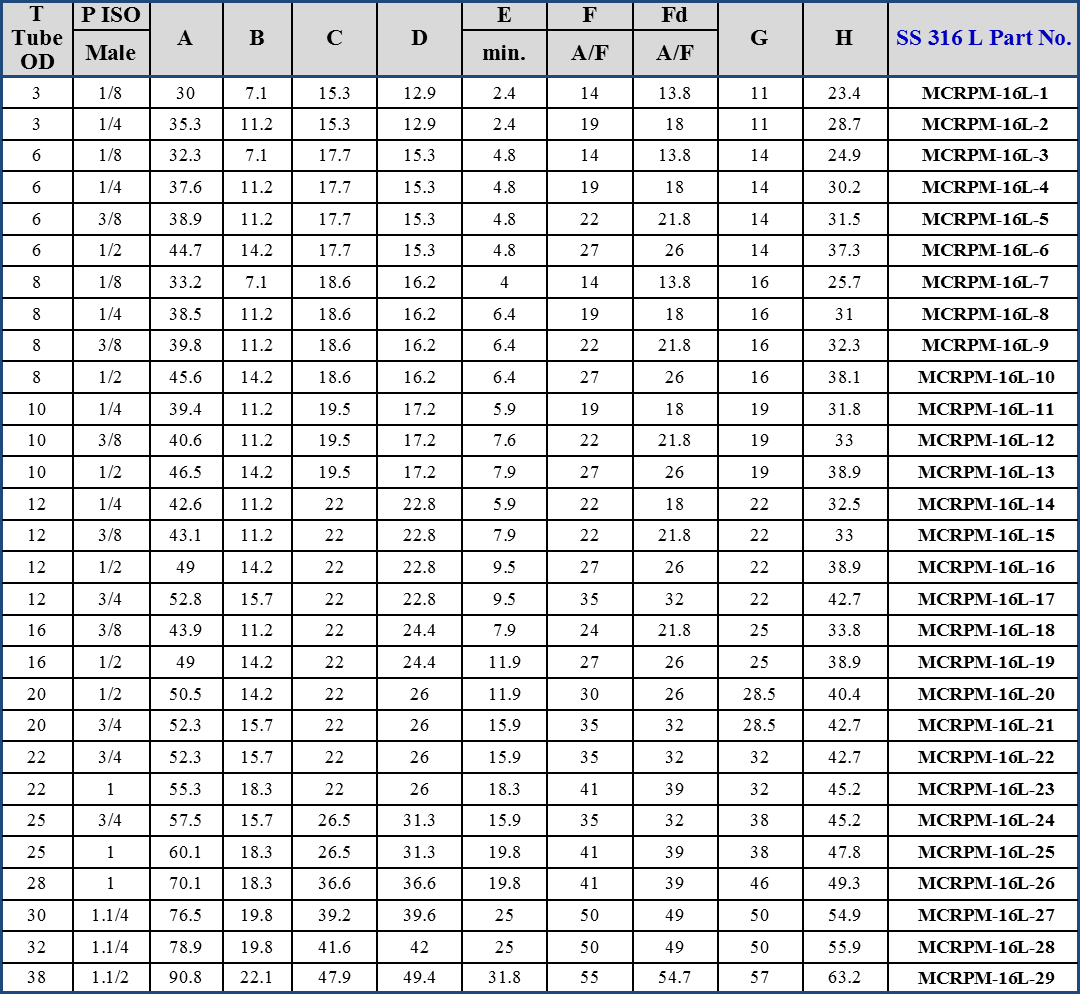 T Tube OD P ISO Male A B C D E min. F A/F Fd A/F G H SS 316 L Part No.
3 1/8 30 7.1 15.3 12.9 2.4 14 13.8 11 23.4 MCRPM-16L-1
3 1/4 35.3 11.2 15.3 12.9 2.4 19 18 11 28.7 MCRPM-16L-2
6 1/8 32.3 7.1 17.7 15.3 4.8 14 13.8 14 24.9 MCRPM-16L-3
6 1/4 37.6 11.2 17.7 15.3 4.8 19 18 14 30.2 MCRPM-16L-4
6 3/8 38.9 11.2 17.7 15.3 4.8 22 21.8 14 31.5 MCRPM-16L-5
6 1/2 44.7 14.2 17.7 15.3 4.8 27 26 14 37.3 MCRPM-16L-6
8 1/8 33.2 7.1 18.6 16.2 4 14 13.8 16 25.7 MCRPM-16L-7
8 1/4 38.5 11.2 18.6 16.2 6.4 19 18 16 31 MCRPM-16L-8
8 3/8 39.8 11.2 18.6 16.2 6.4 22 21.8 16 32.3 MCRPM-16L-9
8 1/2 45.6 14.2 18.6 16.2 6.4 27 26 16 38.1 MCRPM-16L-10
10 1/4 39.4 11.2 19.5 17.2 5.9 19 18 19 31.8 MCRPM-16L-11
10 3/8 40.6 11.2 19.5 17.2 7.6 22 21.8 19 33 MCRPM-16L-12
10 1/2 46.5 14.2 19.5 17.2 7.9 27 26 19 38.9 MCRPM-16L-13
12 1/4 42.6 11.2 22 22.8 5.9 22 18 22 32.5 MCRPM-16L-14
12 3/8 43.1 11.2 22 22.8 7.9 22 21.8 22 33 MCRPM-16L-15
12 1/2 49 14.2 22 22.8 9.5 27 26 22 38.9 MCRPM-16L-16
12 3/4 52.8 15.7 22 22.8 9.5 35 32 22 42.7 MCRPM-16L-17
16 3/8 43.9 11.2 22 24.4 7.9 24 21.8 25 33.8 MCRPM-16L-18
16 1/2 49 14.2 22 24.4 11.9 27 26 25 38.9 MCRPM-16L-19
20 1/2 50.5 14.2 22 26 11.9 30 26 28.5 40.4 MCRPM-16L-20
20 3/4 52.3 15.7 22 26 15.9 35 32 28.5 42.7 MCRPM-16L-21
22 3/4 52.3 15.7 22 26 15.9 35 32 32 42.7 MCRPM-16L-22
22 1 55.3 18.3 22 26 18.3 41 39 32 45.2 MCRPM-16L-23
25 3/4 57.5 15.7 26.5 31.3 15.9 35 32 38 45.2 MCRPM-16L-24
25 1 60.1 18.3 26.5 31.3 19.8 41 39 38 47.8 MCRPM-16L-25
28 1 70.1 18.3 36.6 36.6 19.8 41 39 46 49.3 MCRPM-16L-26
30 1.1/4 76.5 19.8 39.2 39.6 25 50 49 50 54.9 MCRPM-16L-27
32 1.1/4 78.9 19.8 41.6 42 25 50 49 50 55.9 MCRPM-16L-28
38 1.1/2 90.8 22.1 47.9 49.4 31.8 55 54.7 57 63.2 MCRPM-16L-29